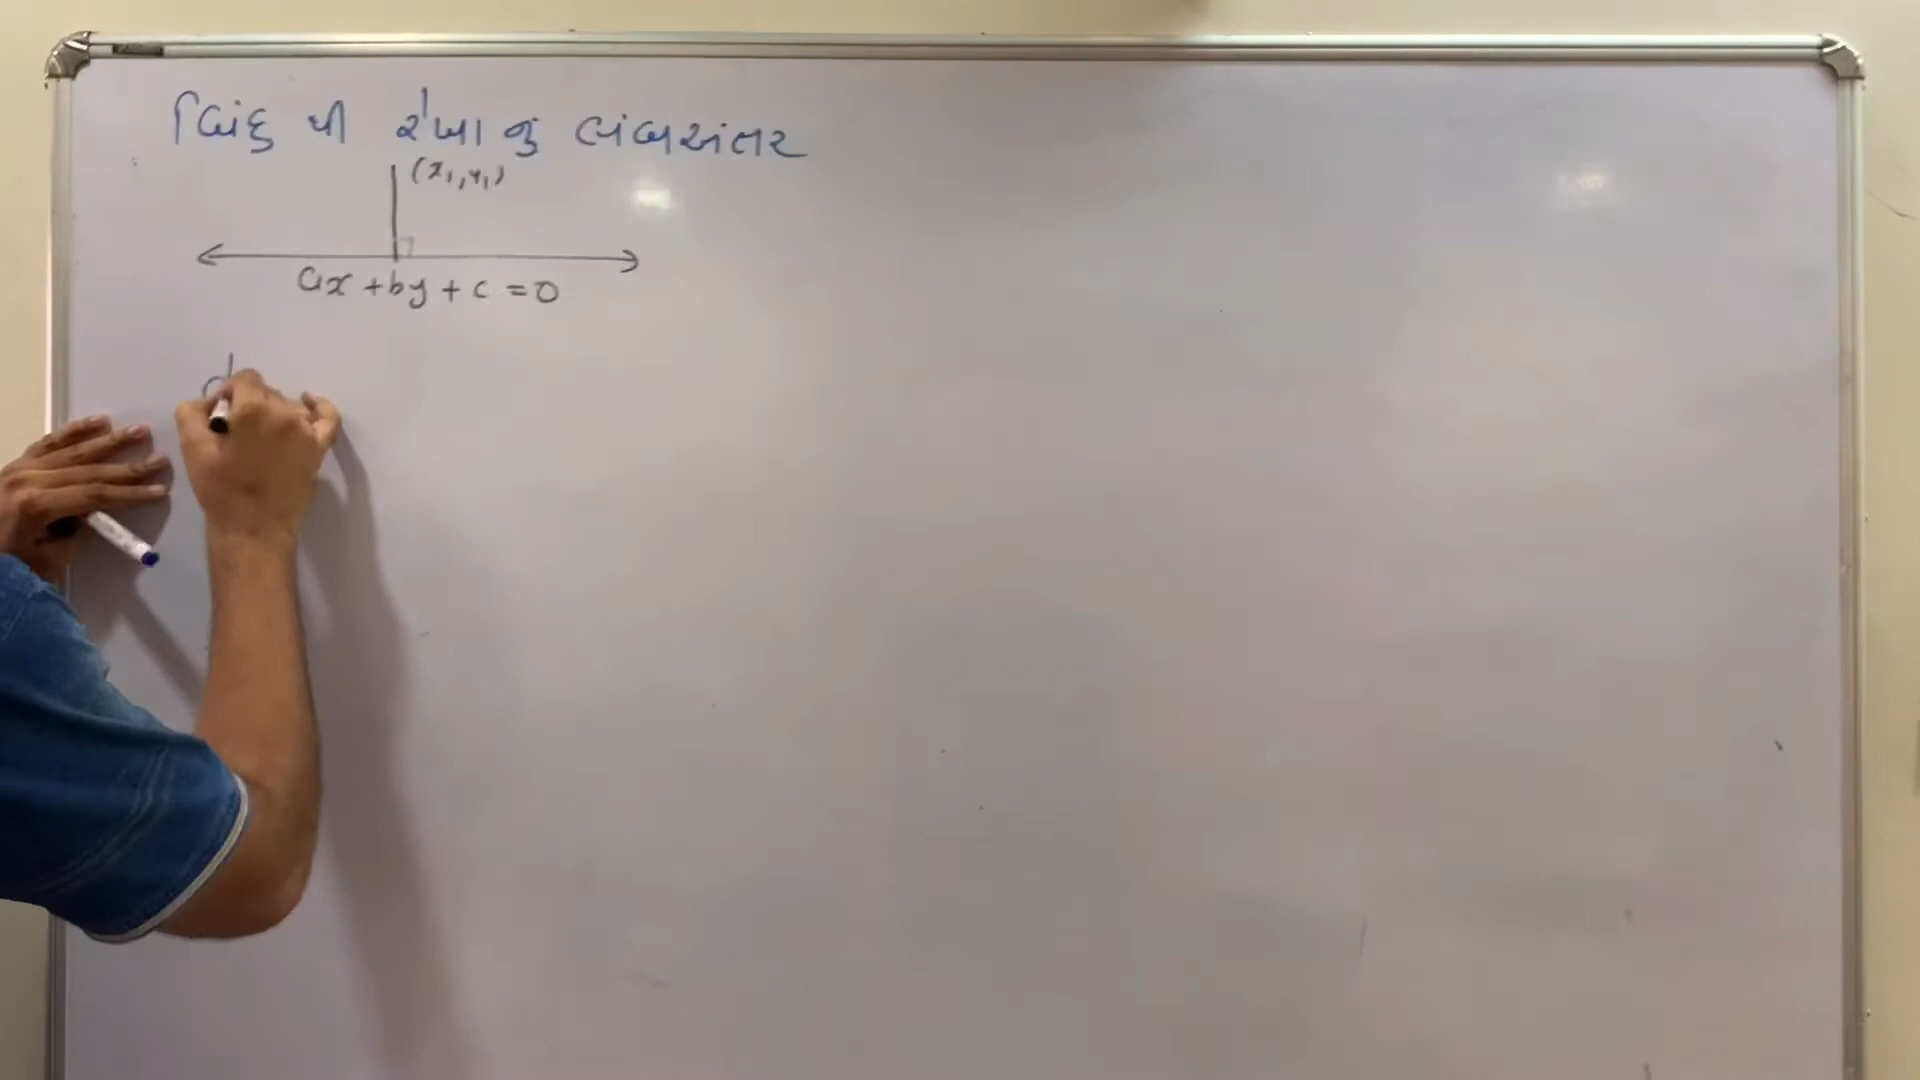 બિંદુ થી રેખા નું લંબઅંતર
(x₁,y₁)
ax + by + c = 0
d